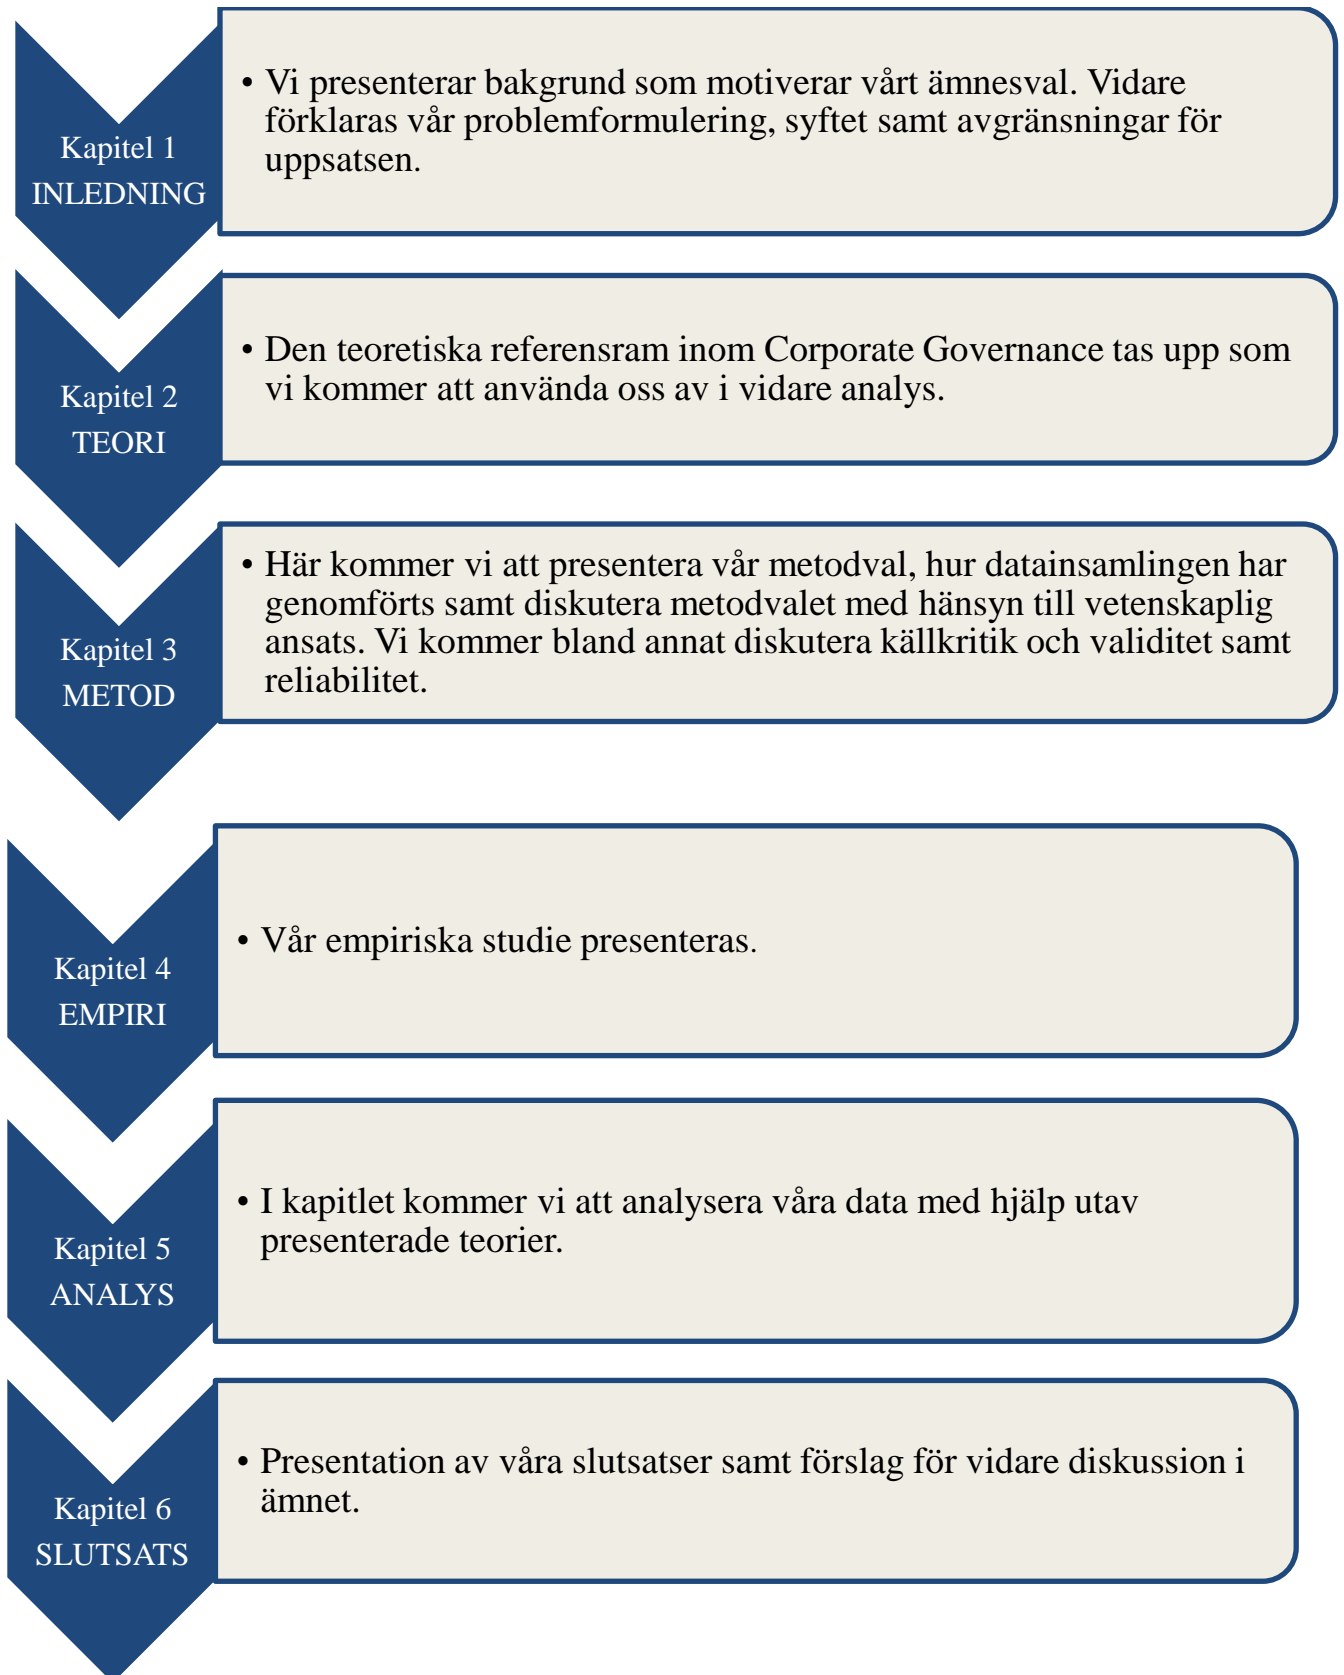 Kapitel 1
INLEDNING
• Vi presenterar bakgrund som motiverar vårt ämnesval. Vidare
förklaras vår problemformulering, syftet samt avgränsningar för
uppsatsen.
Kapitel 2
TEORI
• Den teoretiska referensram inom Corporate Governance tas upp som
vi kommer att använda oss av i vidare analys.
Kapitel 3
METOD
• Här kommer vi att presentera vår metodval, hur datainsamlingen har
genomförts samt diskutera metodvalet med hänsyn till vetenskaplig
ansats. Vi kommer bland annat diskutera källkritik och validitet samt
reliabilitet.
Kapitel 4
EMPIRI
• Vår empiriska studie presenteras.
Kapitel 5
ANALYS
• I kapitlet kommer vi att analysera våra data med hjälp utav
presenterade teorier.
Kapitel 6
SLUTSATS
• Presentation av våra slutsatser samt förslag för vidare diskussion i
ämnet.